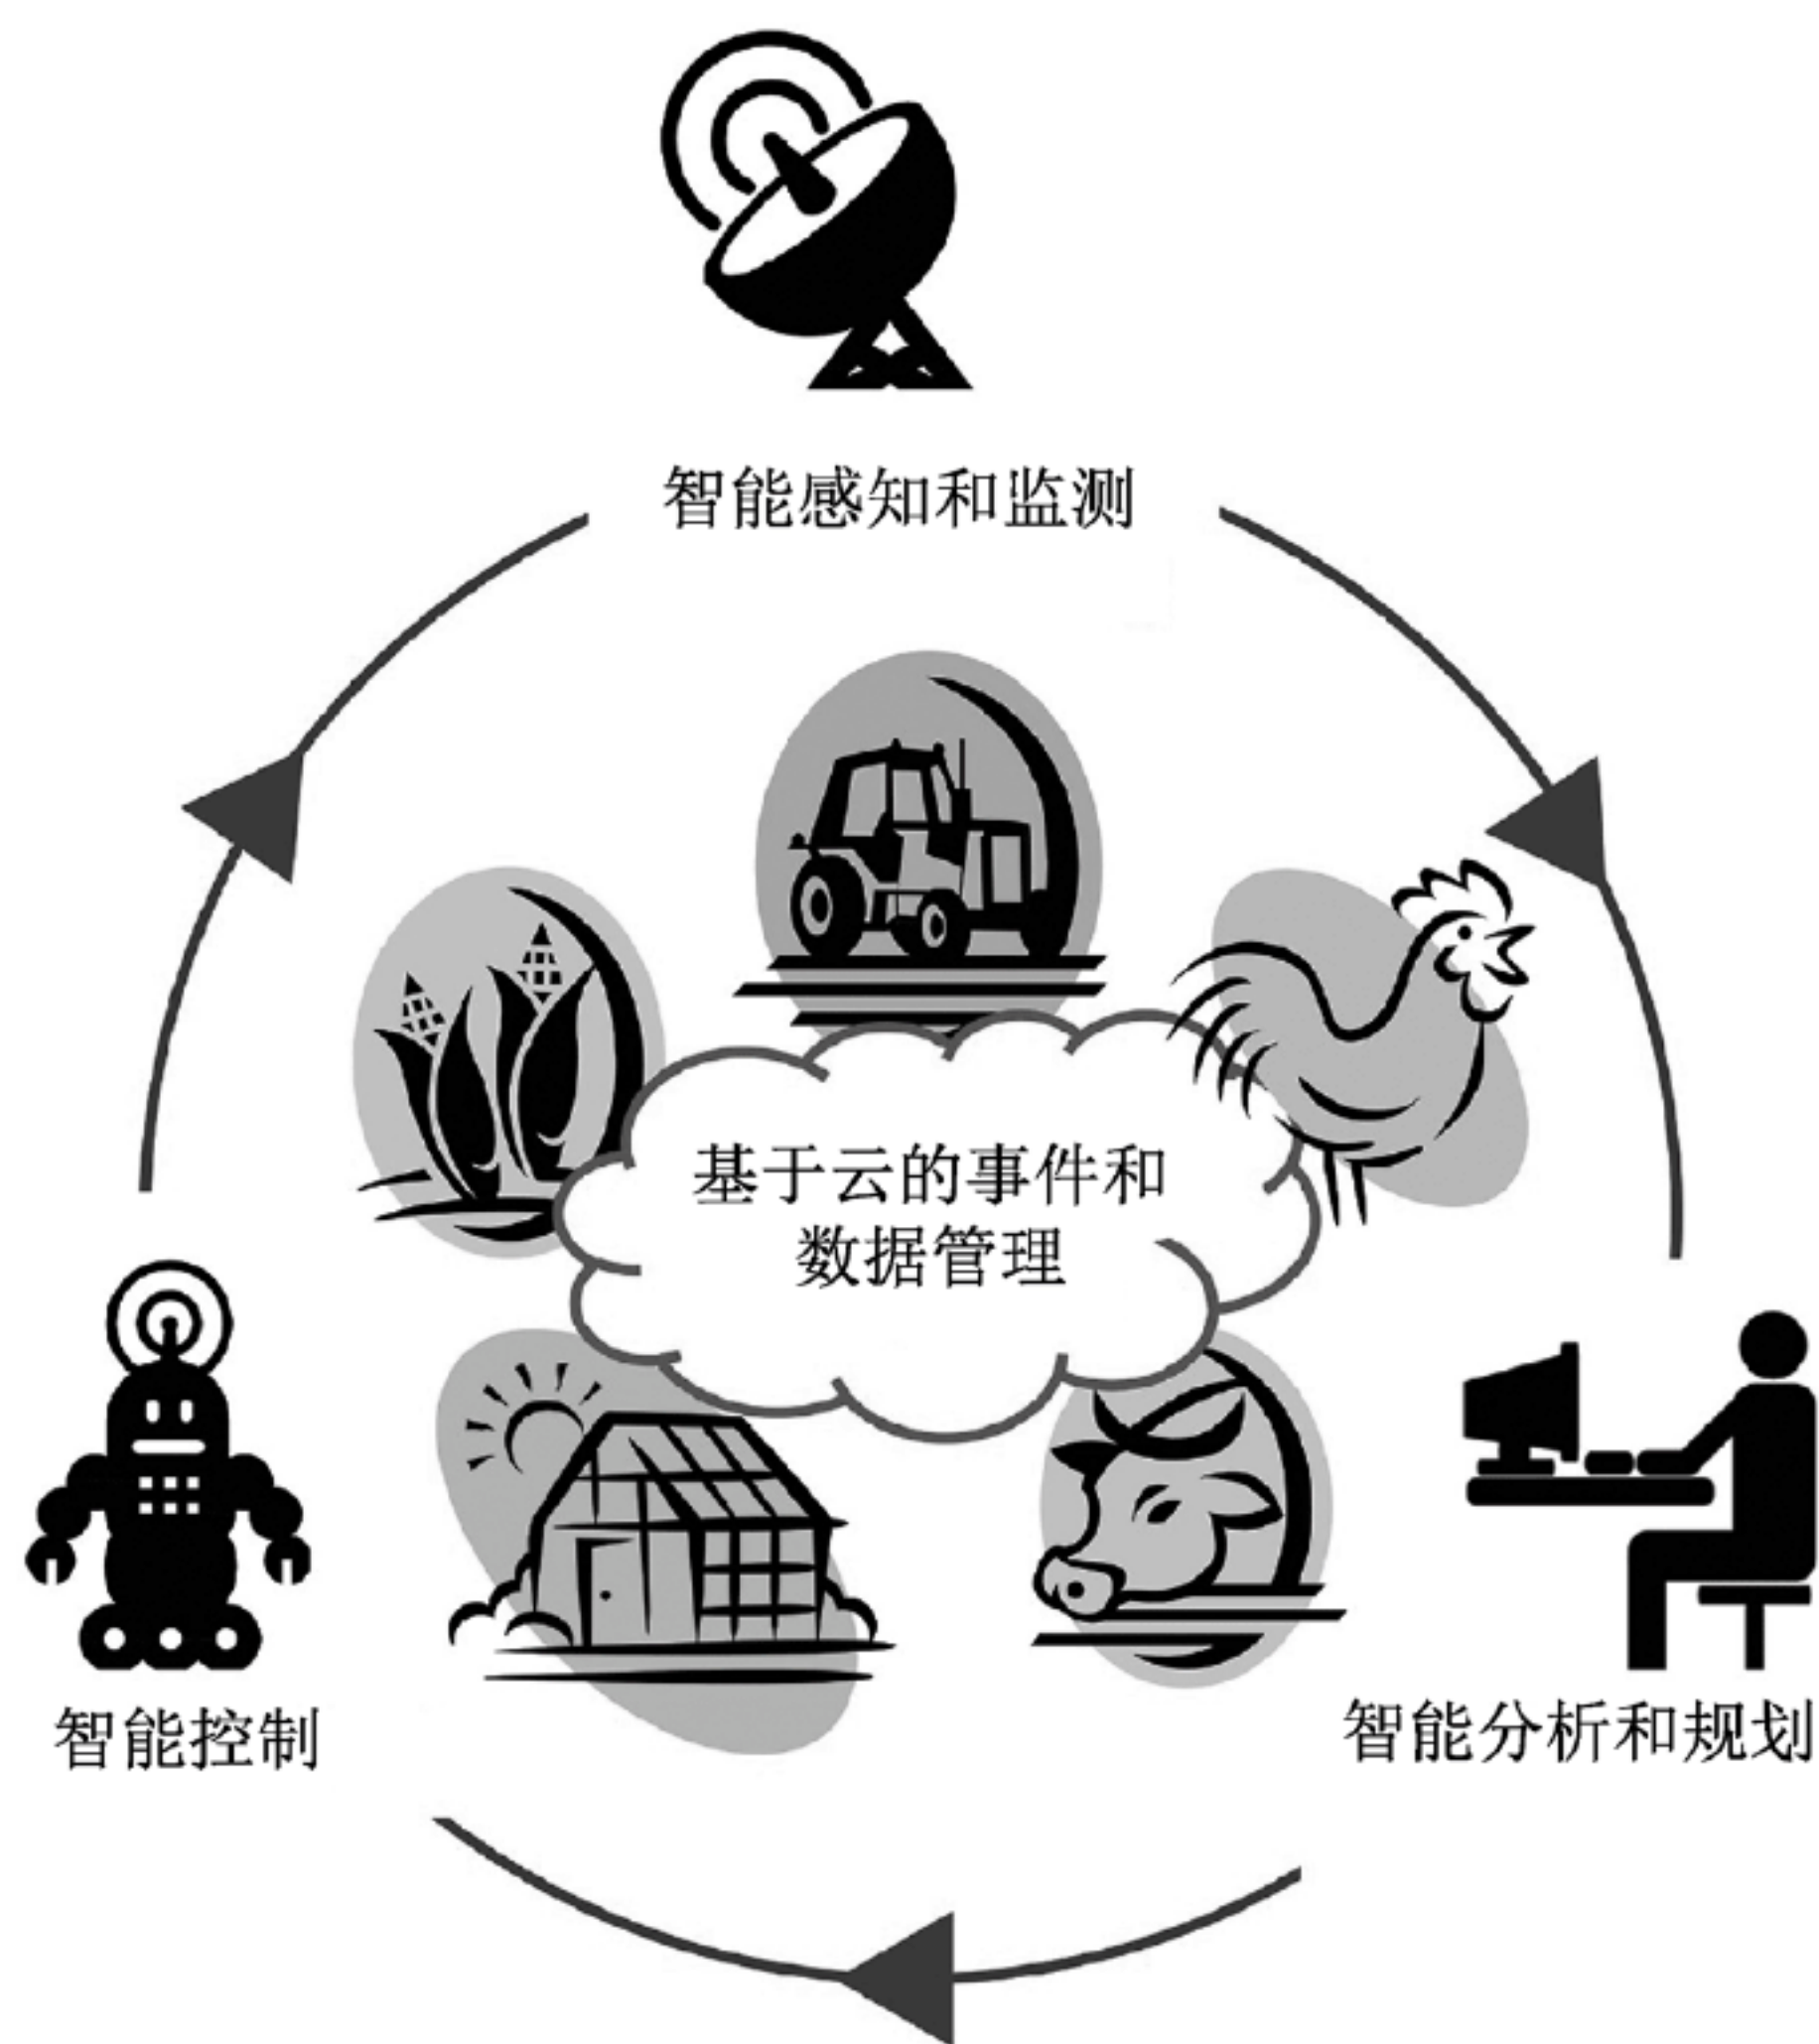 智能感知和监测
基于云的事件和
数据管理
智能控制
智能分析和规划